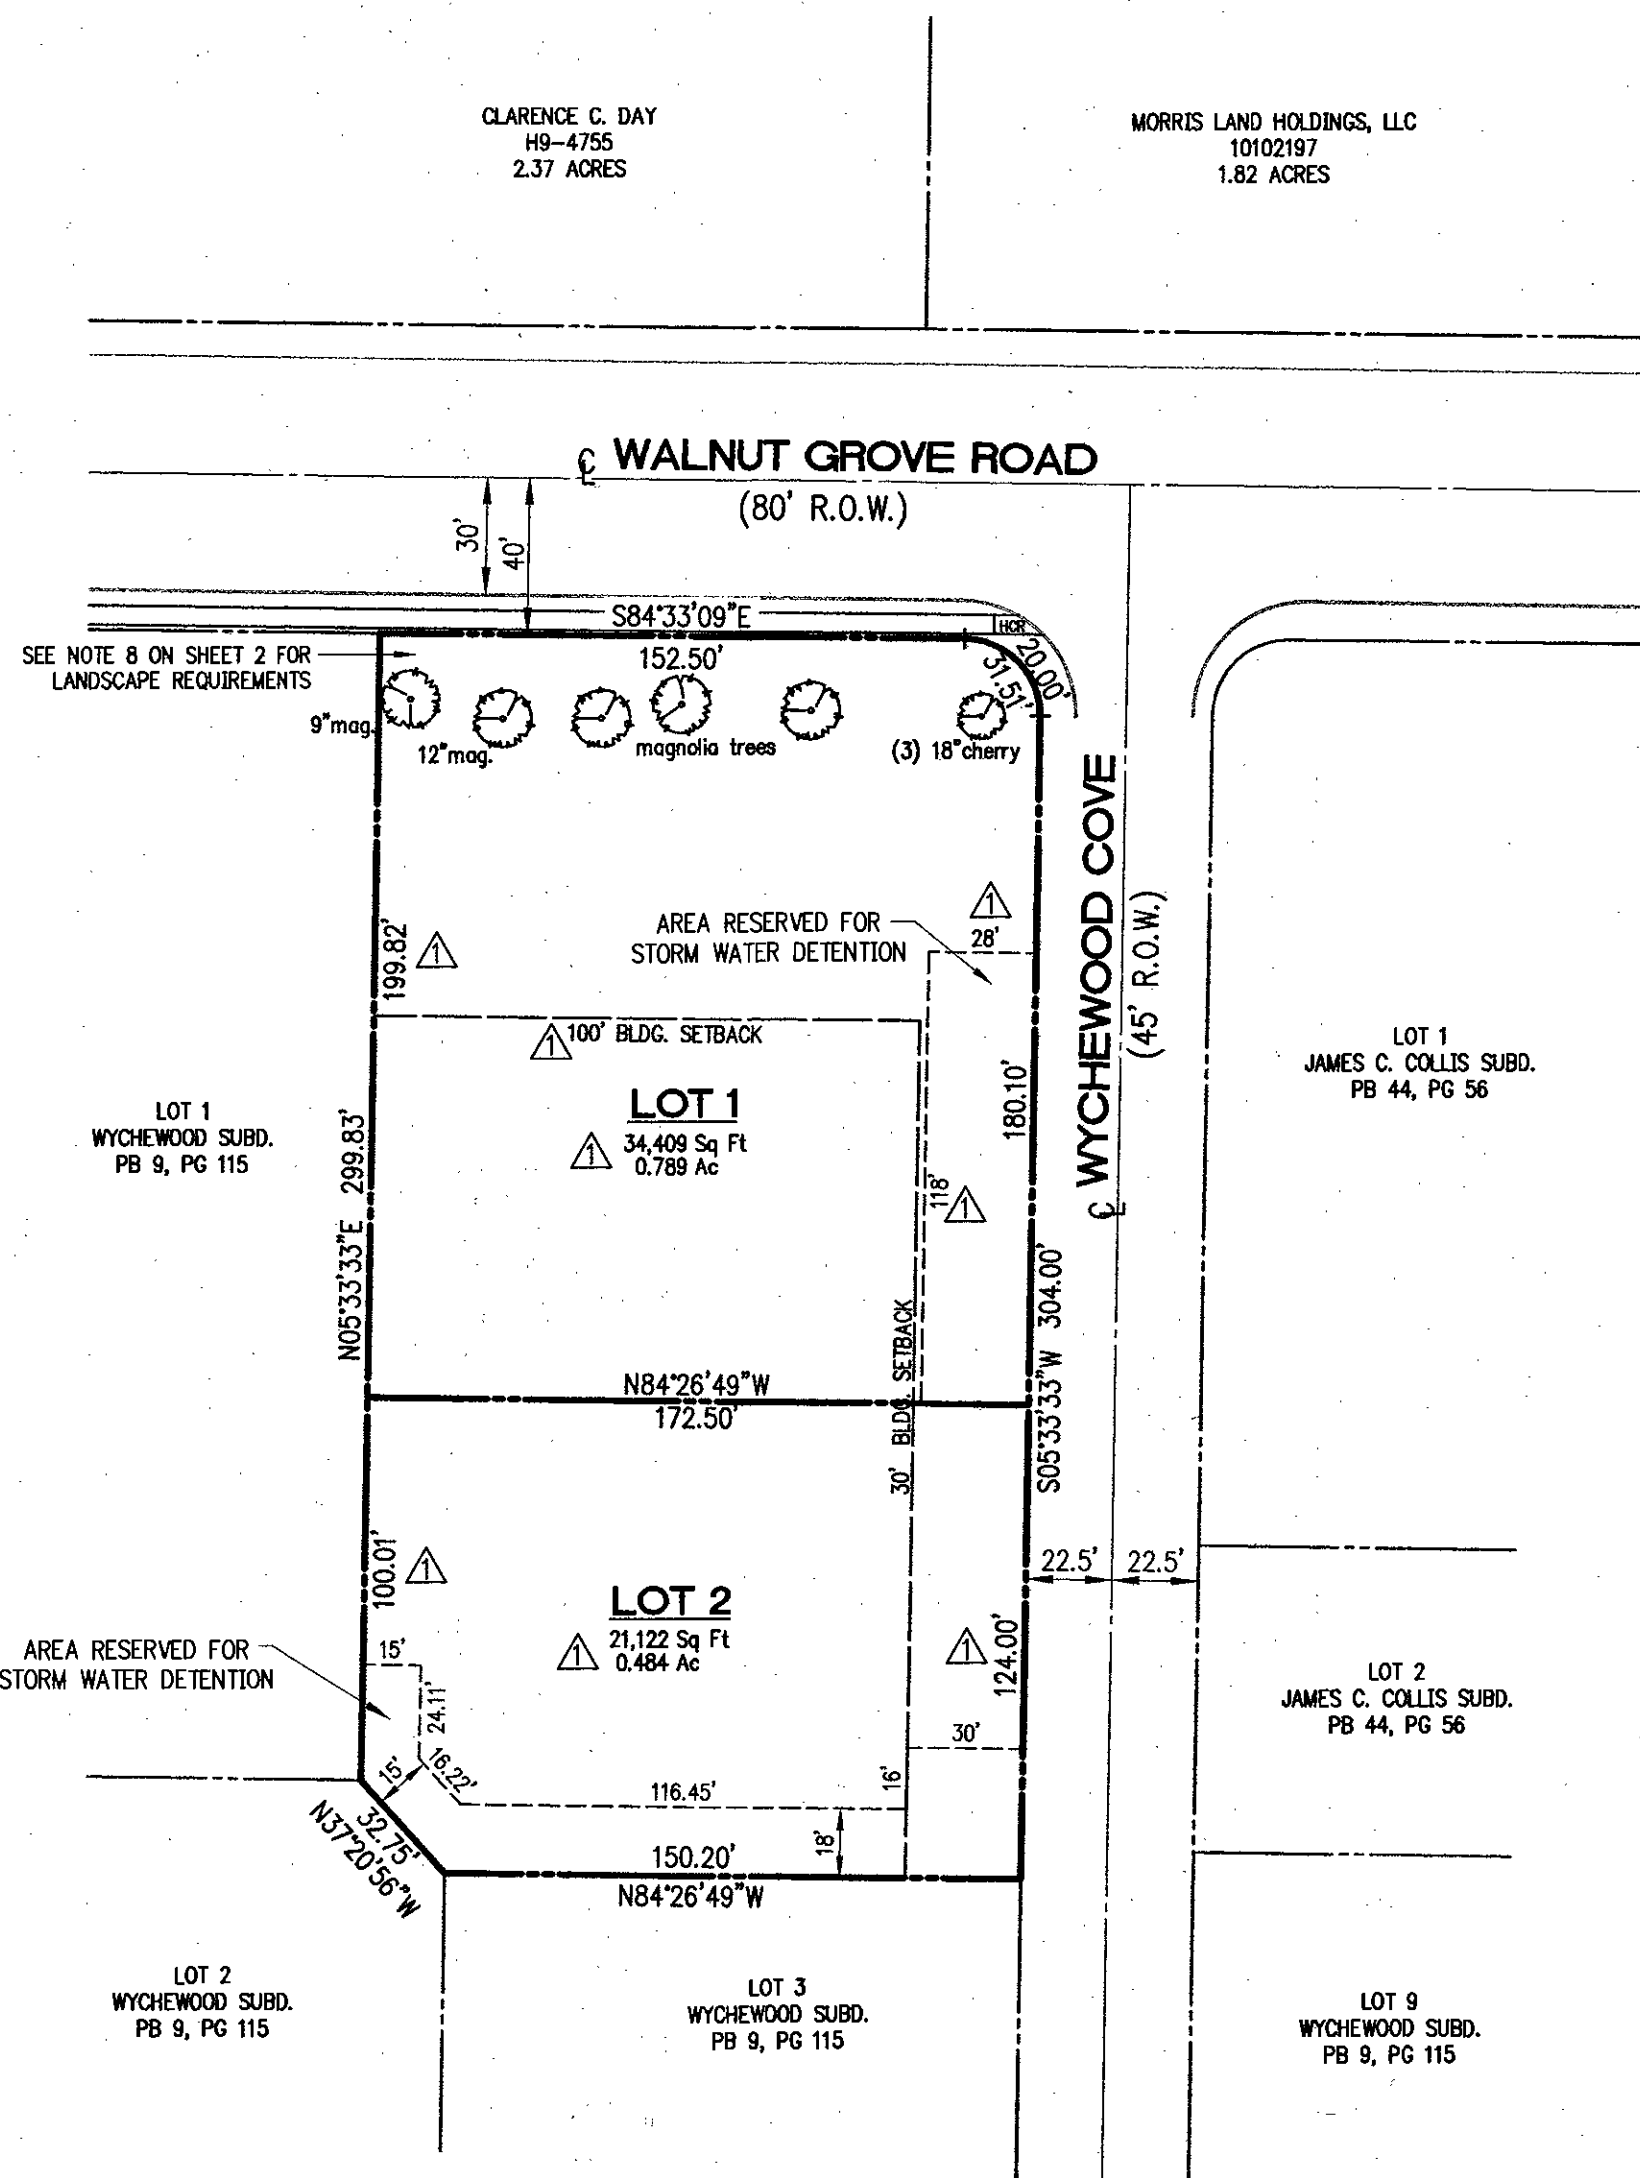 CLARENCE C. DAY
H9-4755
2.37 ACRES
MORRIS LAND HOLDINGS, LLC
10102197
1.82 ACRES
℄ WALNUT GROVE ROAD
(80' R.O.W.)
30'
40'
S84°33'09"E
152.50'
HCR
20.00'
31.51'
SEE NOTE 8 ON SHEET 2 FOR
LANDSCAPE REQUIREMENTS
9"mag.
12"mag.
magnolia trees
(3) 18"cherry
℄ WYCHEWOOD COVE
(45' R.O.W.)
199.82'
1
AREA RESERVED FOR
STORM WATER DETENTION
1
28'
1
100' BLDG. SETBACK
LOT 1
1
34,409 Sq Ft
0.789 Ac
180.10'
118'
1
LOT 1
JAMES C. COLLIS SUBD.
PB 44, PG 56
LOT 1
WYCHEWOOD SUBD.
PB 9, PG 115
N05°33'33"E 299.83'
S05°33'33"W 304.00'
30' BLDG. SETBACK
N84°26'49"W
172.50'
100.01'
1
22.5'
22.5'
LOT 2
1
21,122 Sq Ft
0.484 Ac
1
124.00'
AREA RESERVED FOR
STORM WATER DETENTION
15'
24.11'
15'
16.22'
116.45'
16'
30'
18'
32.75'
N37°20'56"W
150.20'
N84°26'49"W
LOT 2
JAMES C. COLLIS SUBD.
PB 44, PG 56
LOT 2
WYCHEWOOD SUBD.
PB 9, PG 115
LOT 3
WYCHEWOOD SUBD.
PB 9, PG 115
LOT 9
WYCHEWOOD SUBD.
PB 9, PG 115